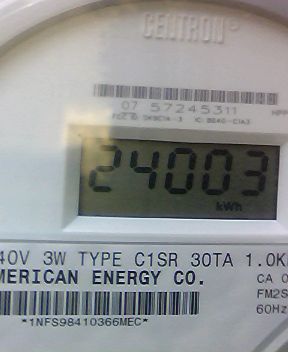 CENTRON®
07 57245311
24003
kWh
40V 3W TYPE C1SR 30TA 1.0K
MERICAN ENERGY CO.
CA 0
FM2S
60Hz
*1NFS98410366MEC*